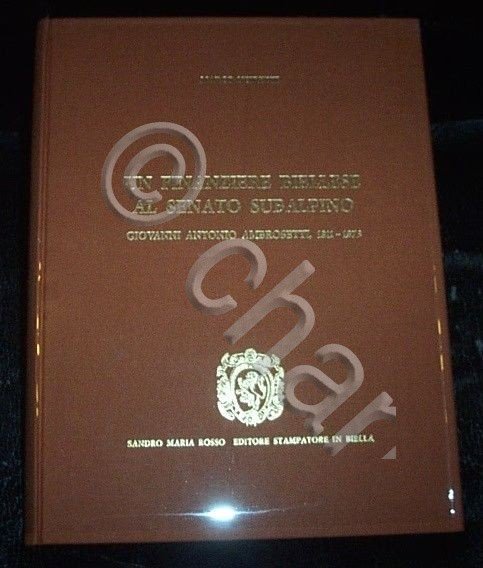 UN FINANZIERE BIELLESE
AL SENATO SUBALPINO
GIOVANNI ANTONIO AMBROSETTI,
SANDRO MARIA ROSSO EDITORE STAMPATORE IN BIELLA
© char